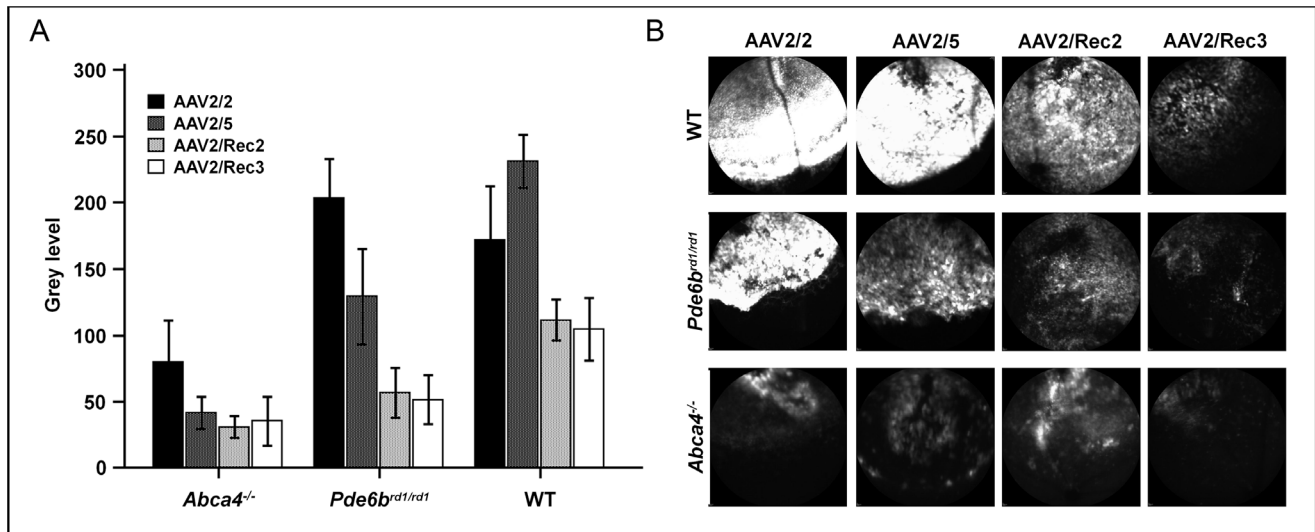 A
300
250
200
150
100
50
0
Grey level
AAV2/2
AAV2/5
AAV2/Rec2
AAV2/Rec3
Abca4-/-
Pde6brd1/rd1
WT
B
AAV2/2 AAV2/5 AAV2/Rec2 AAV2/Rec3
WT
Pde6brd1/rd1
Abca4-/-